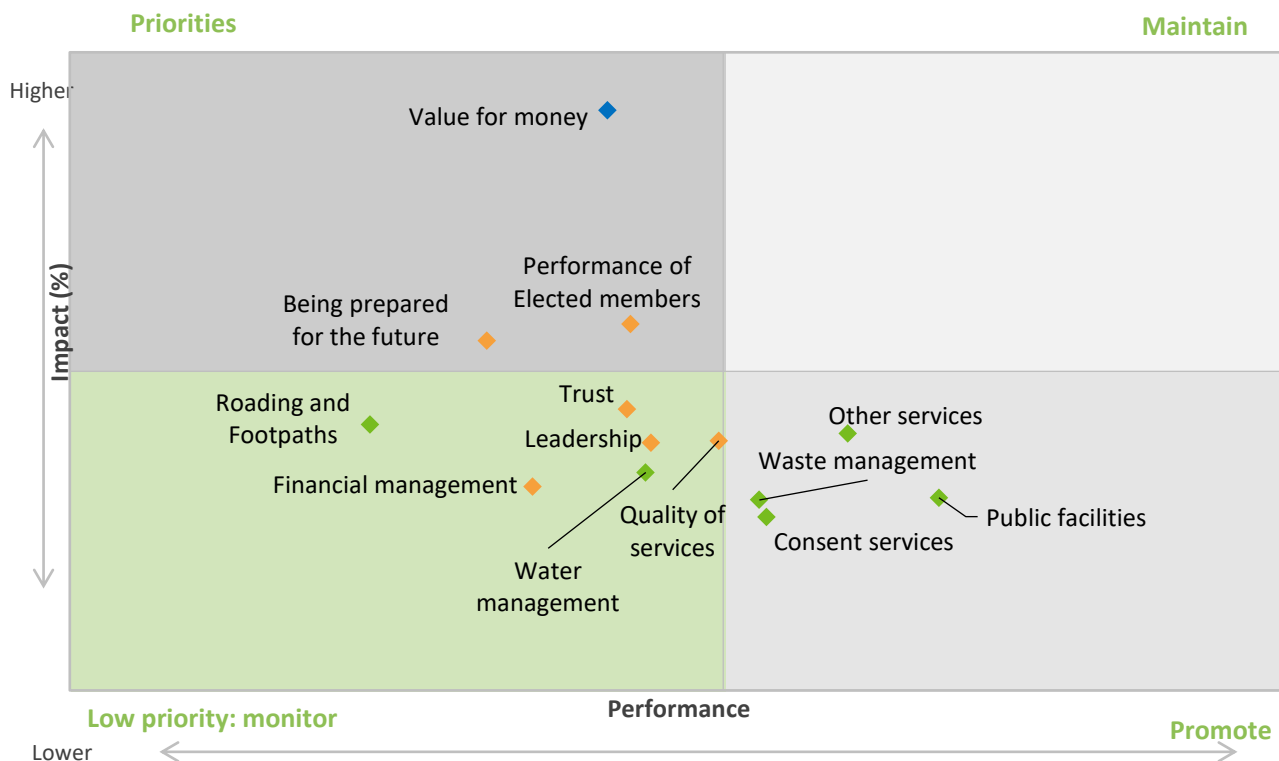 Priorities
Maintain
Higher
Value for money
Impact (%)
Performance of
Elected members
Being prepared
for the future
Trust
Roading and
Footpaths
Other services
Leadership
Waste management
Financial management
Quality of
services
Public facilities
Consent services
Water
management
Performance
Low priority: monitor
Promote
Lower